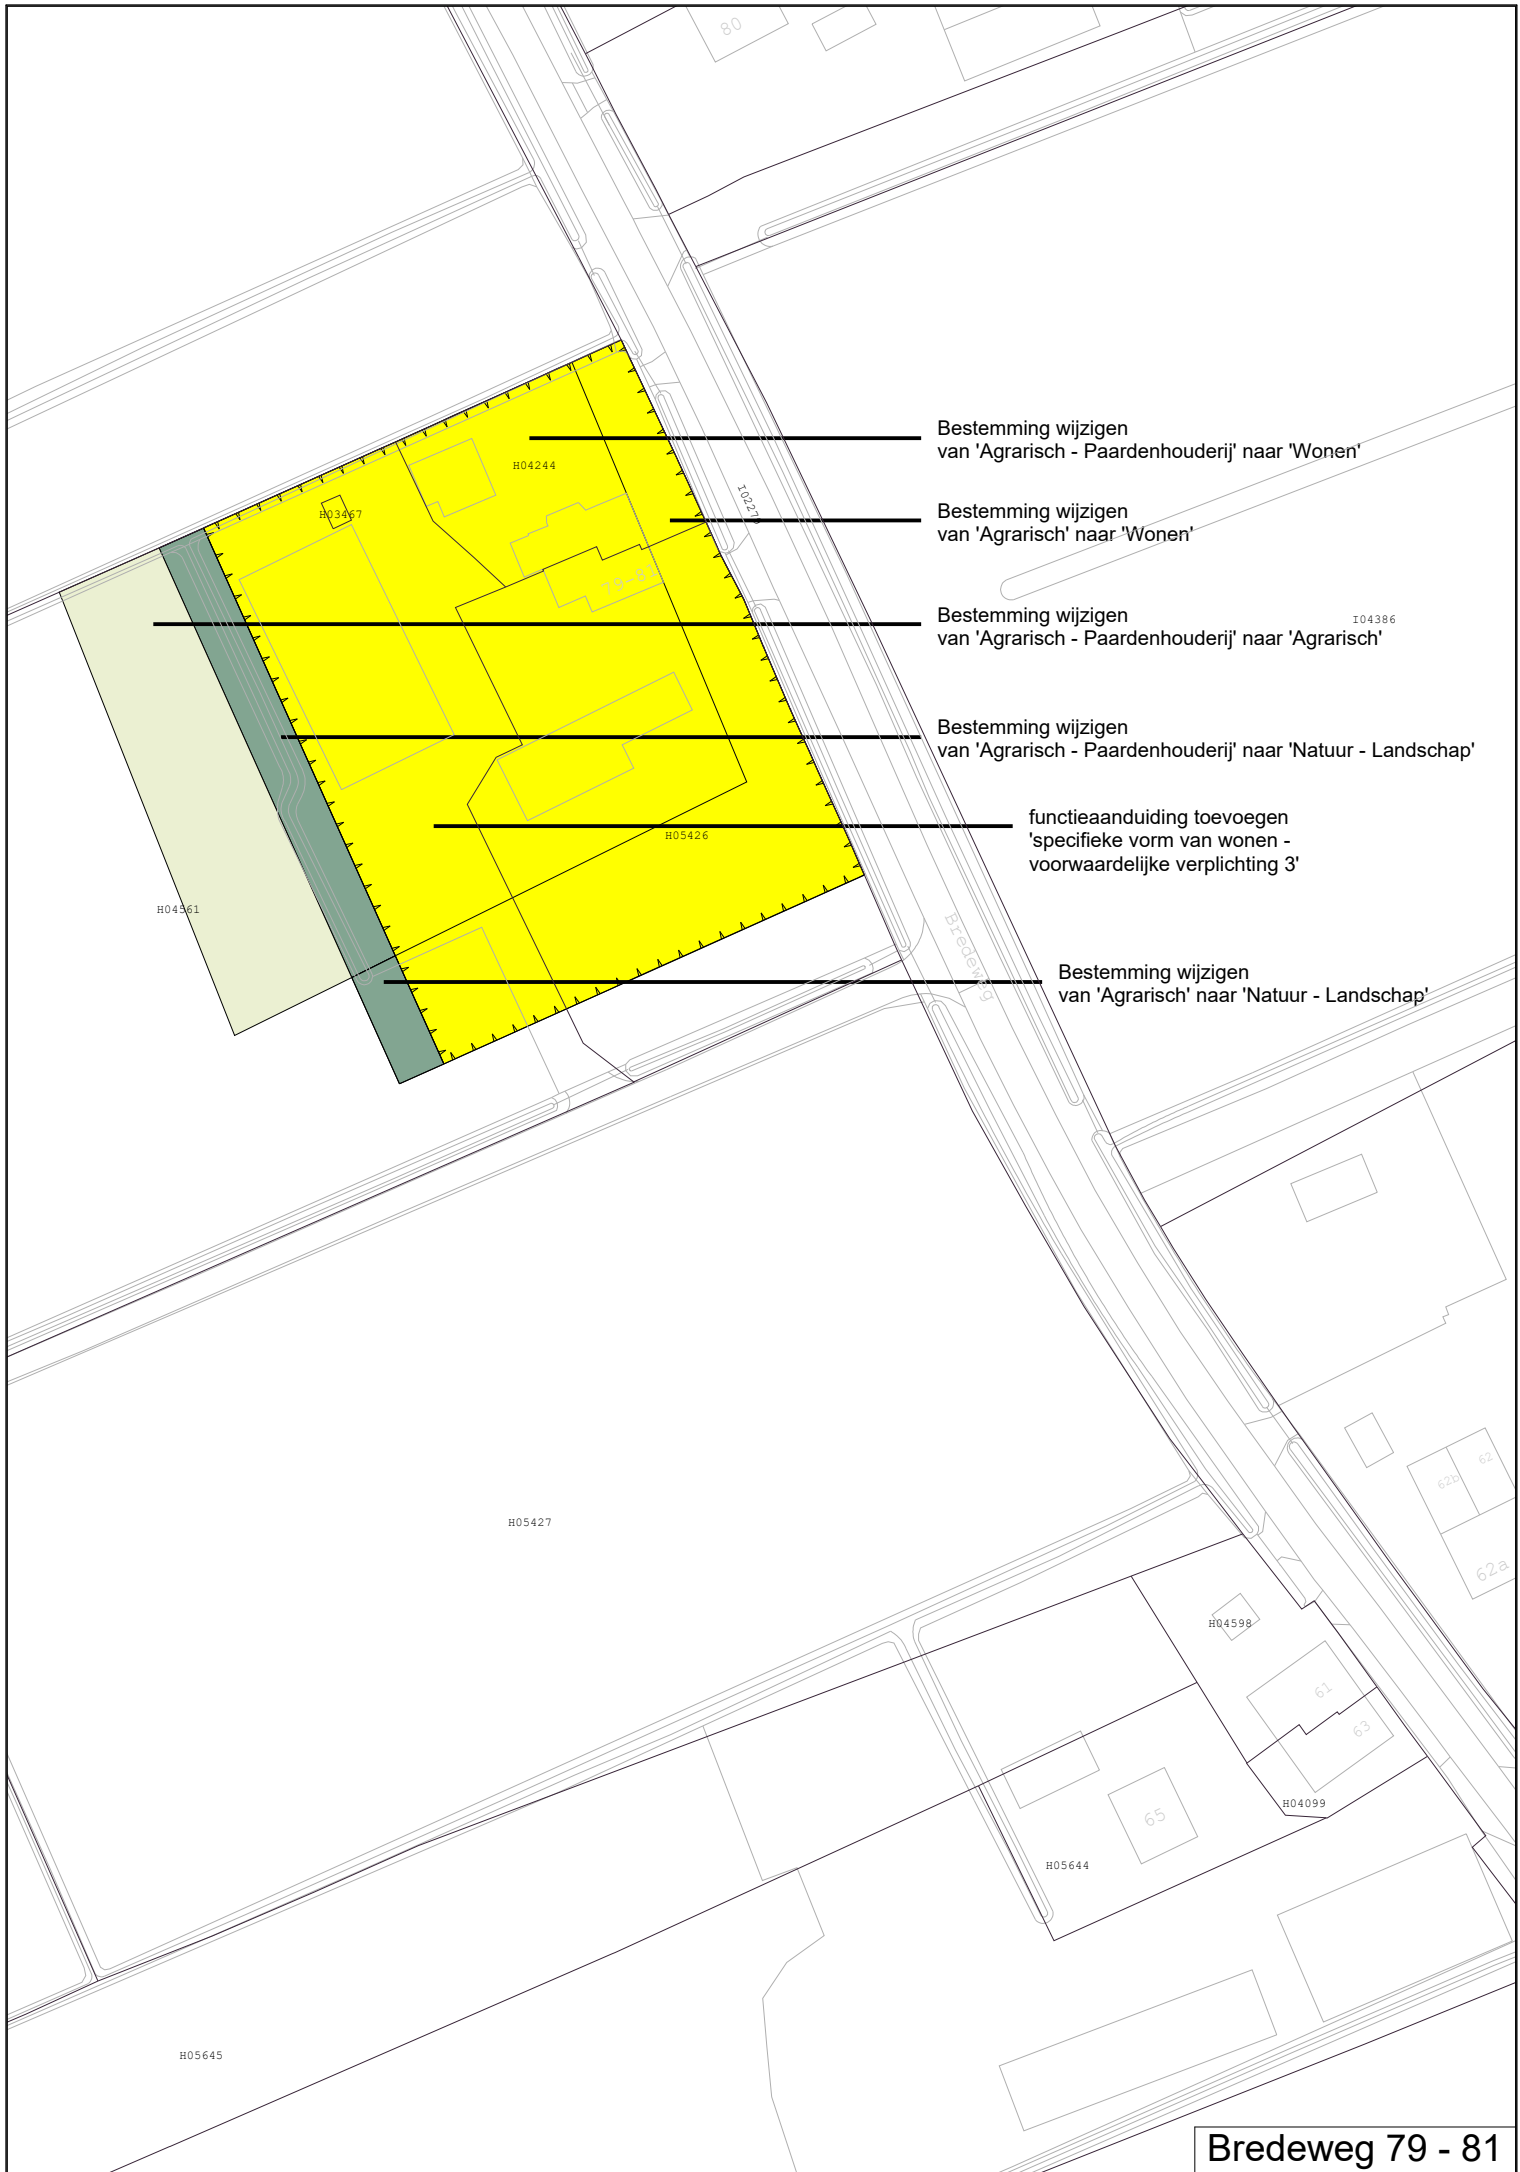 80
Bestemming wijzigen
van 'Agrarisch - Paardenhouderij' naar 'Wonen'
H04244
H03467
Bestemming wijzigen
van 'Agrarisch' naar 'Wonen'
79-81
Bestemming wijzigen
van 'Agrarisch - Paardenhouderij' naar 'Agrarisch'
I04386
Bestemming wijzigen
van 'Agrarisch - Paardenhouderij' naar 'Natuur - Landschap'
functieaanduiding toevoegen
'specifieke vorm van wonen -
voorwaardelijke verplichting 3'
H05426
H04561
Bredeweg
Bestemming wijzigen
van 'Agrarisch' naar 'Natuur - Landschap'
62
62b
H05427
62a
H04598
61
63
H04099
65
H05644
H05645
Bredeweg 79 - 81